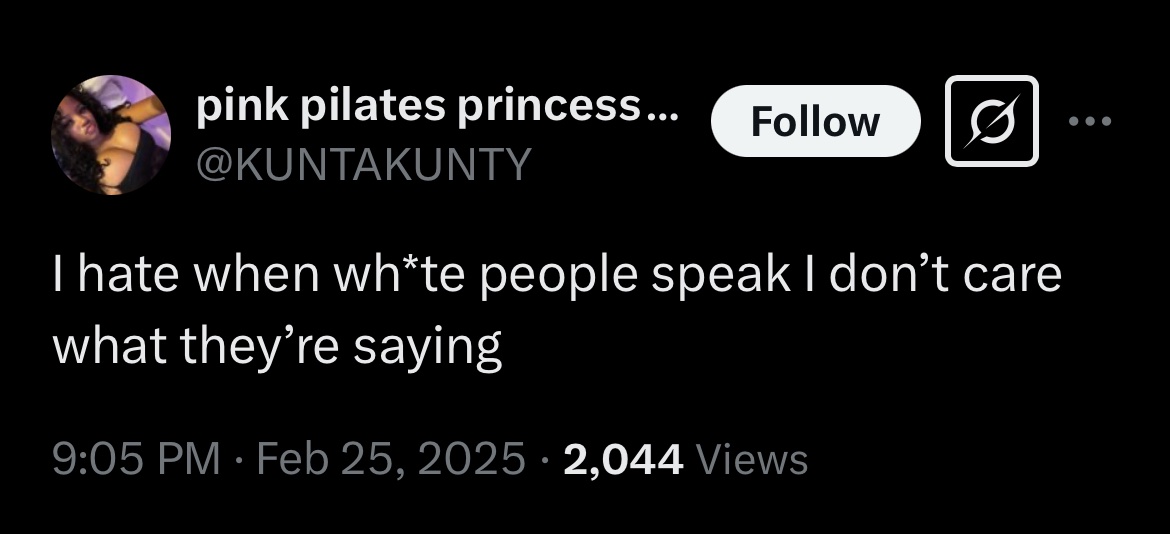 pink pilates princess...
Follow
@KUNTAKUNTY
I hate when wh*te people speak I don’t care
what they’re saying
9:05 PM · Feb 25, 2025 · 2,044 Views